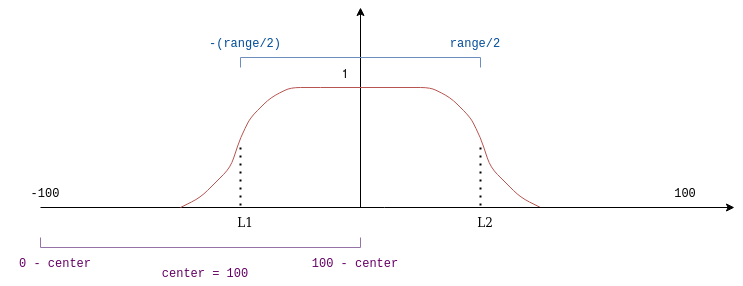 -(range/2)
range/2
1
-100
100
L1
L2
0 - center
100 - center
center = 100